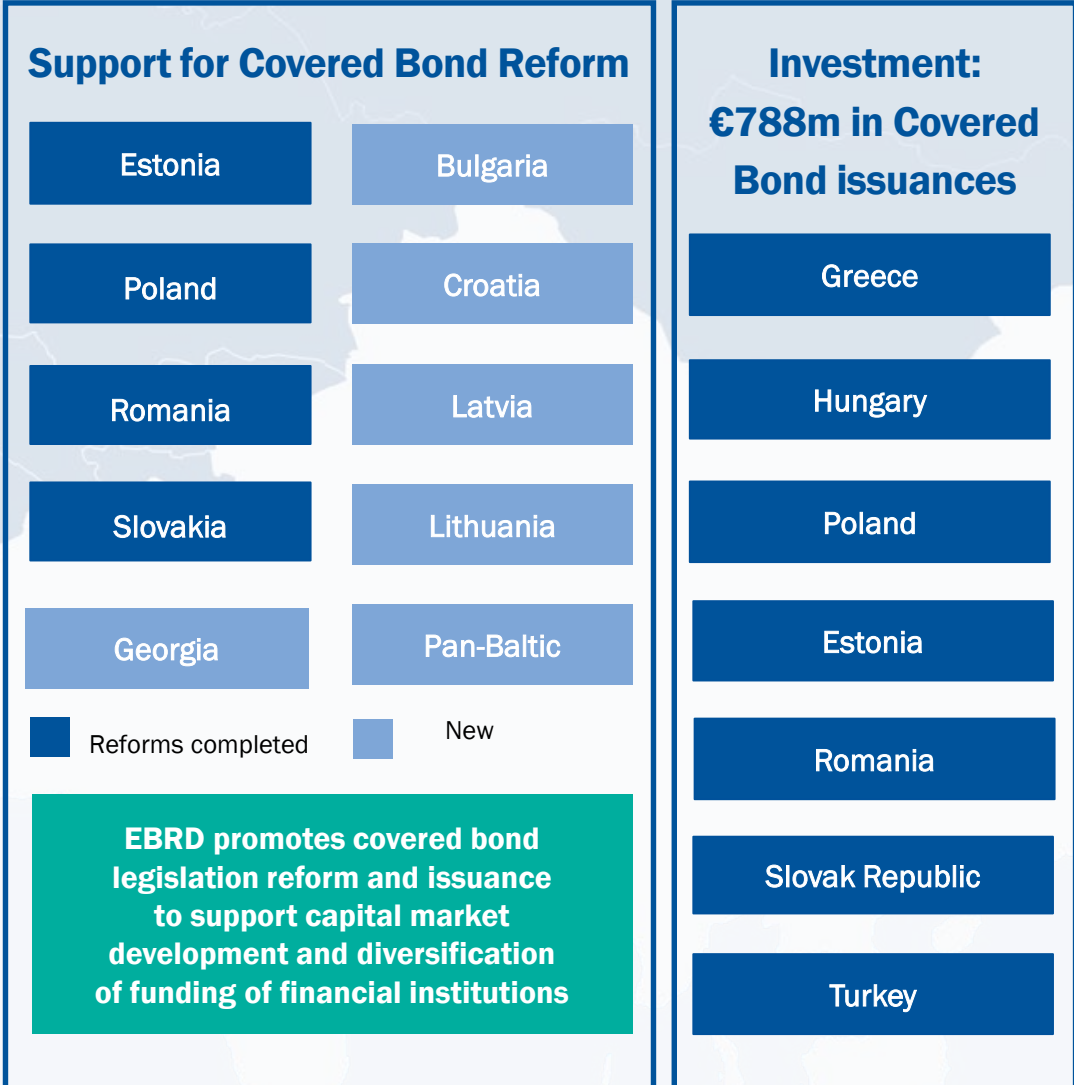 Support for Covered Bond Reform
Estonia
Bulgaria
Poland
Croatia
Romania
Latvia
Slovakia
Lithuania
Georgia
Pan-Baltic
Reforms completed
New
EBRD promotes covered bond
legislation reform and issuance
to support capital market
development and diversification
of funding of financial institutions
Investment:
€788m in Covered
Bond issuances
Greece
Hungary
Poland
Estonia
Romania
Slovak Republic
Turkey